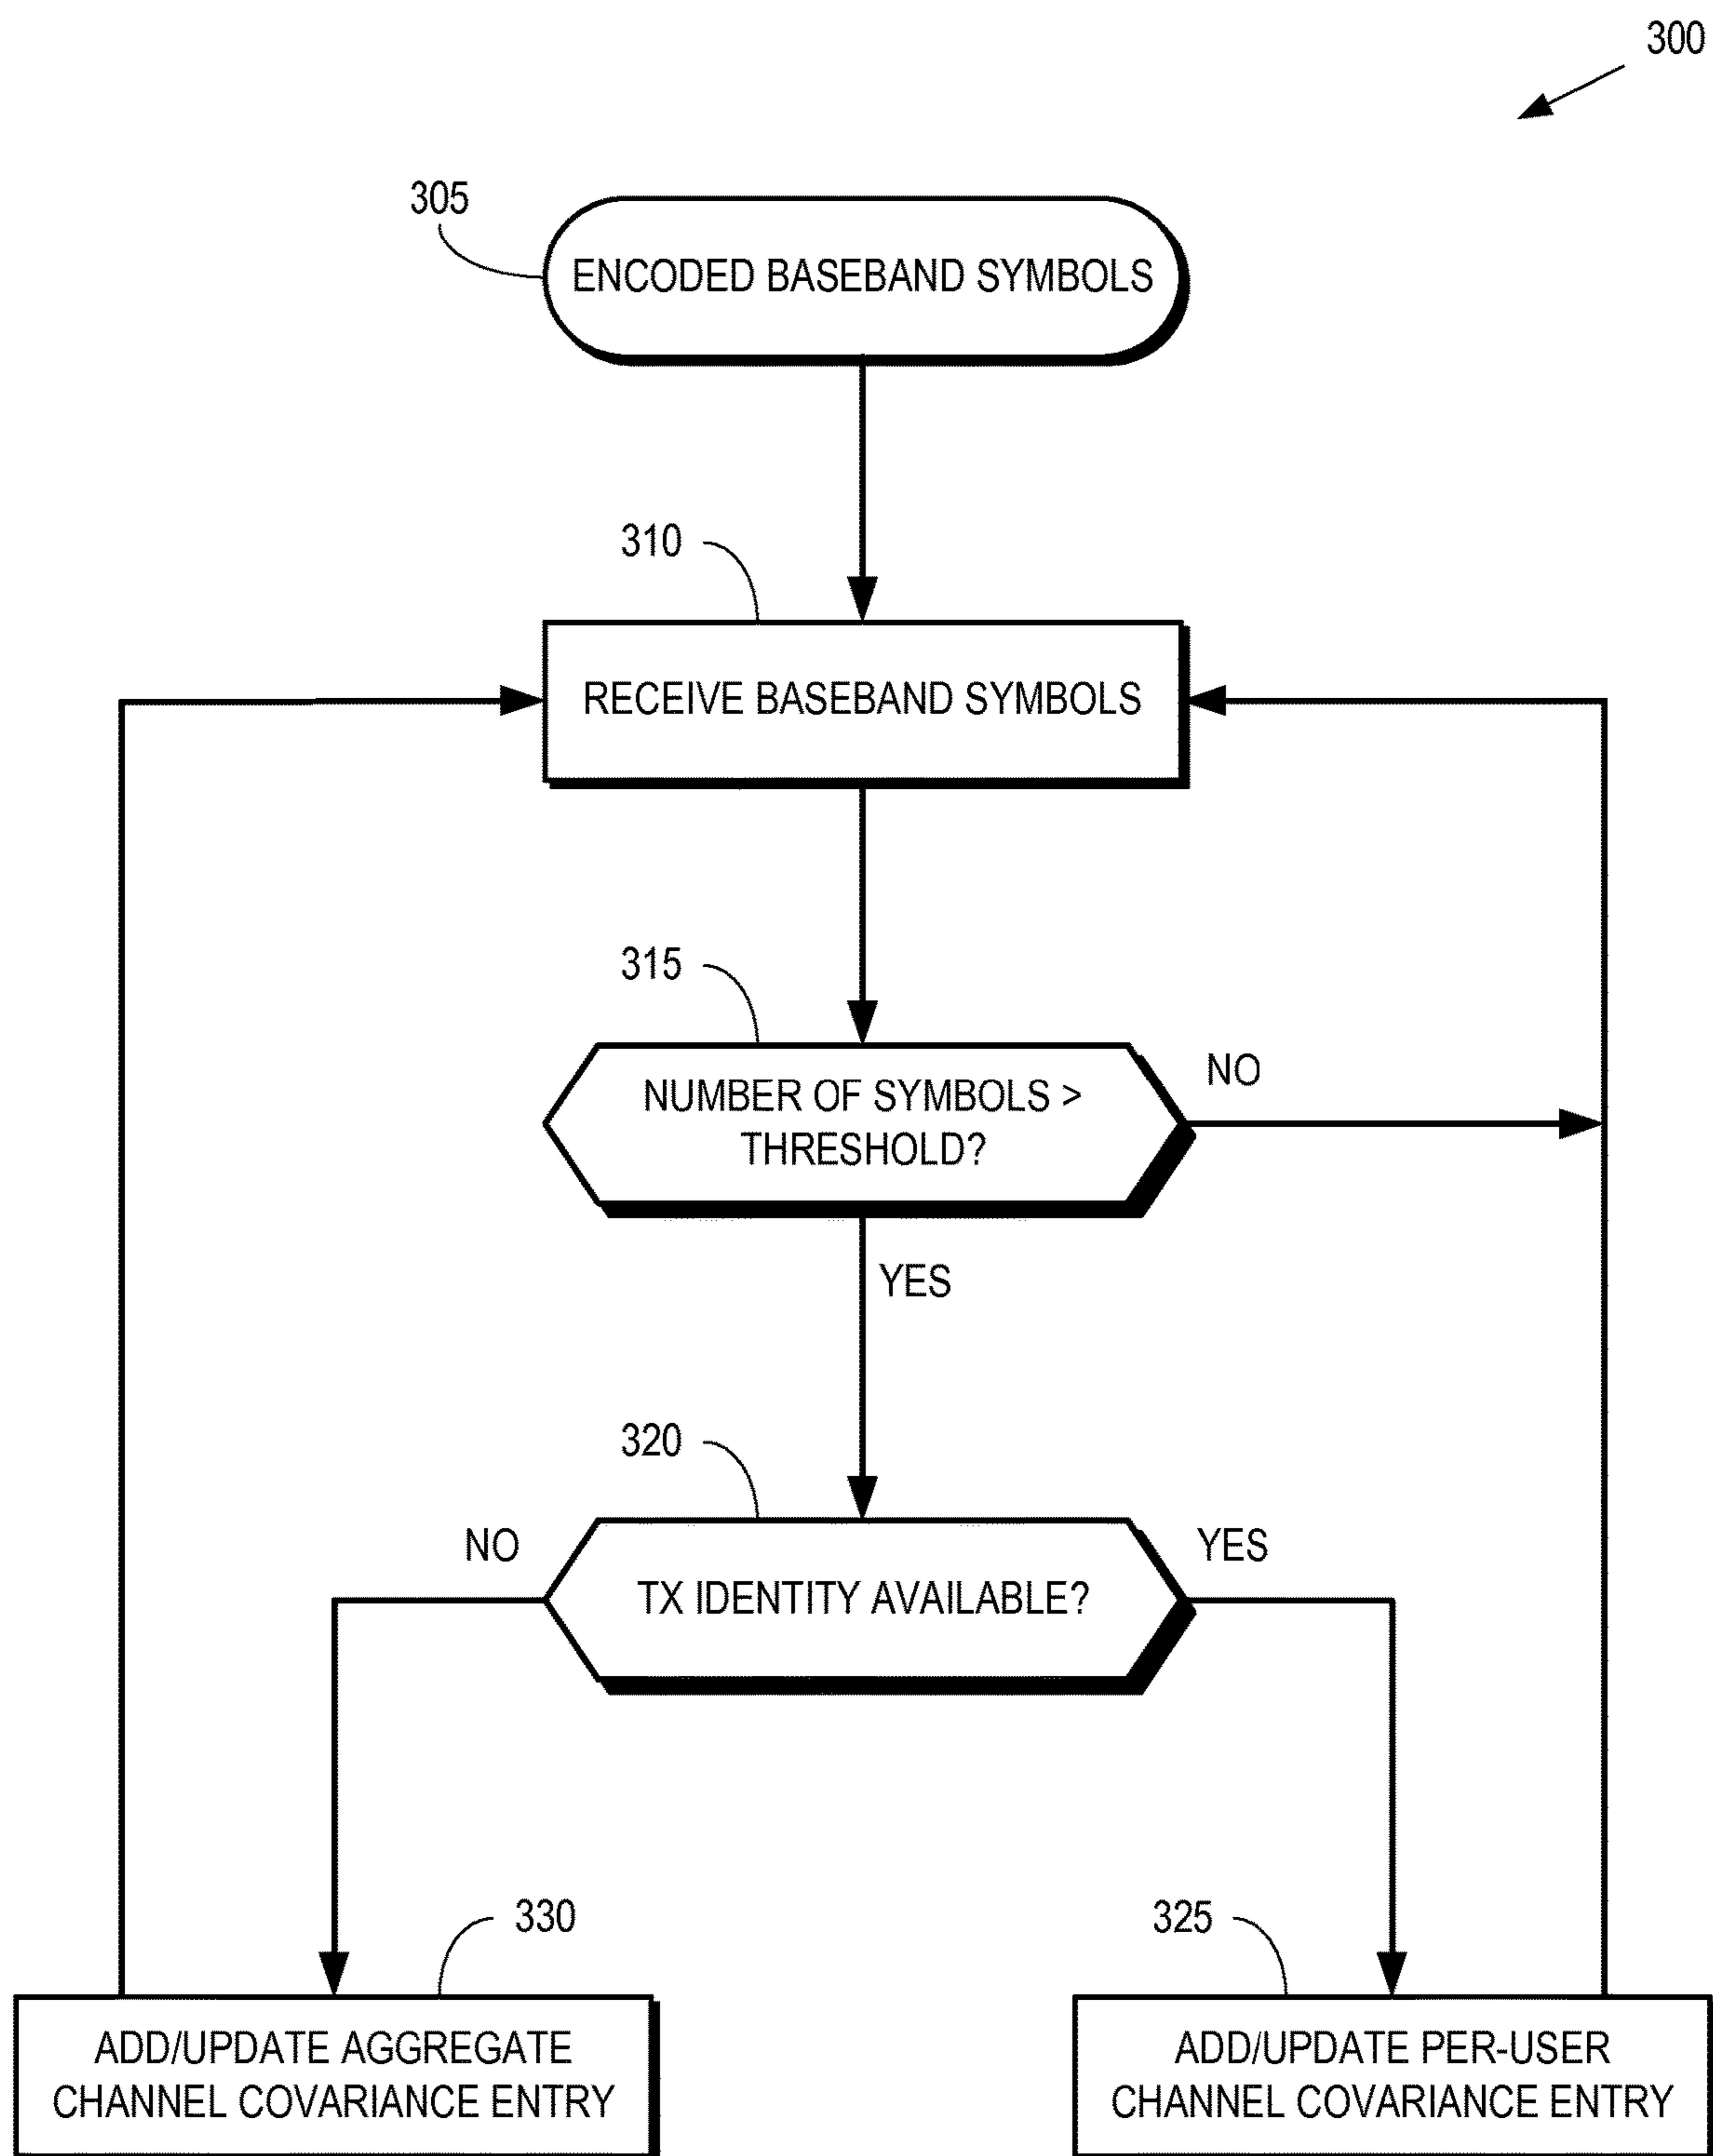 300
305
ENCODED BASEBAND SYMBOLS
310
RECEIVE BASEBAND SYMBOLS
315
NUMBER OF SYMBOLS >
THRESHOLD?
NO
YES
320
NO
YES
TX IDENTITY AVAILABLE?
330
325
ADD/UPDATE AGGREGATE
CHANNEL COVARIANCE ENTRY
ADD/UPDATE PER-USER
CHANNEL COVARIANCE ENTRY